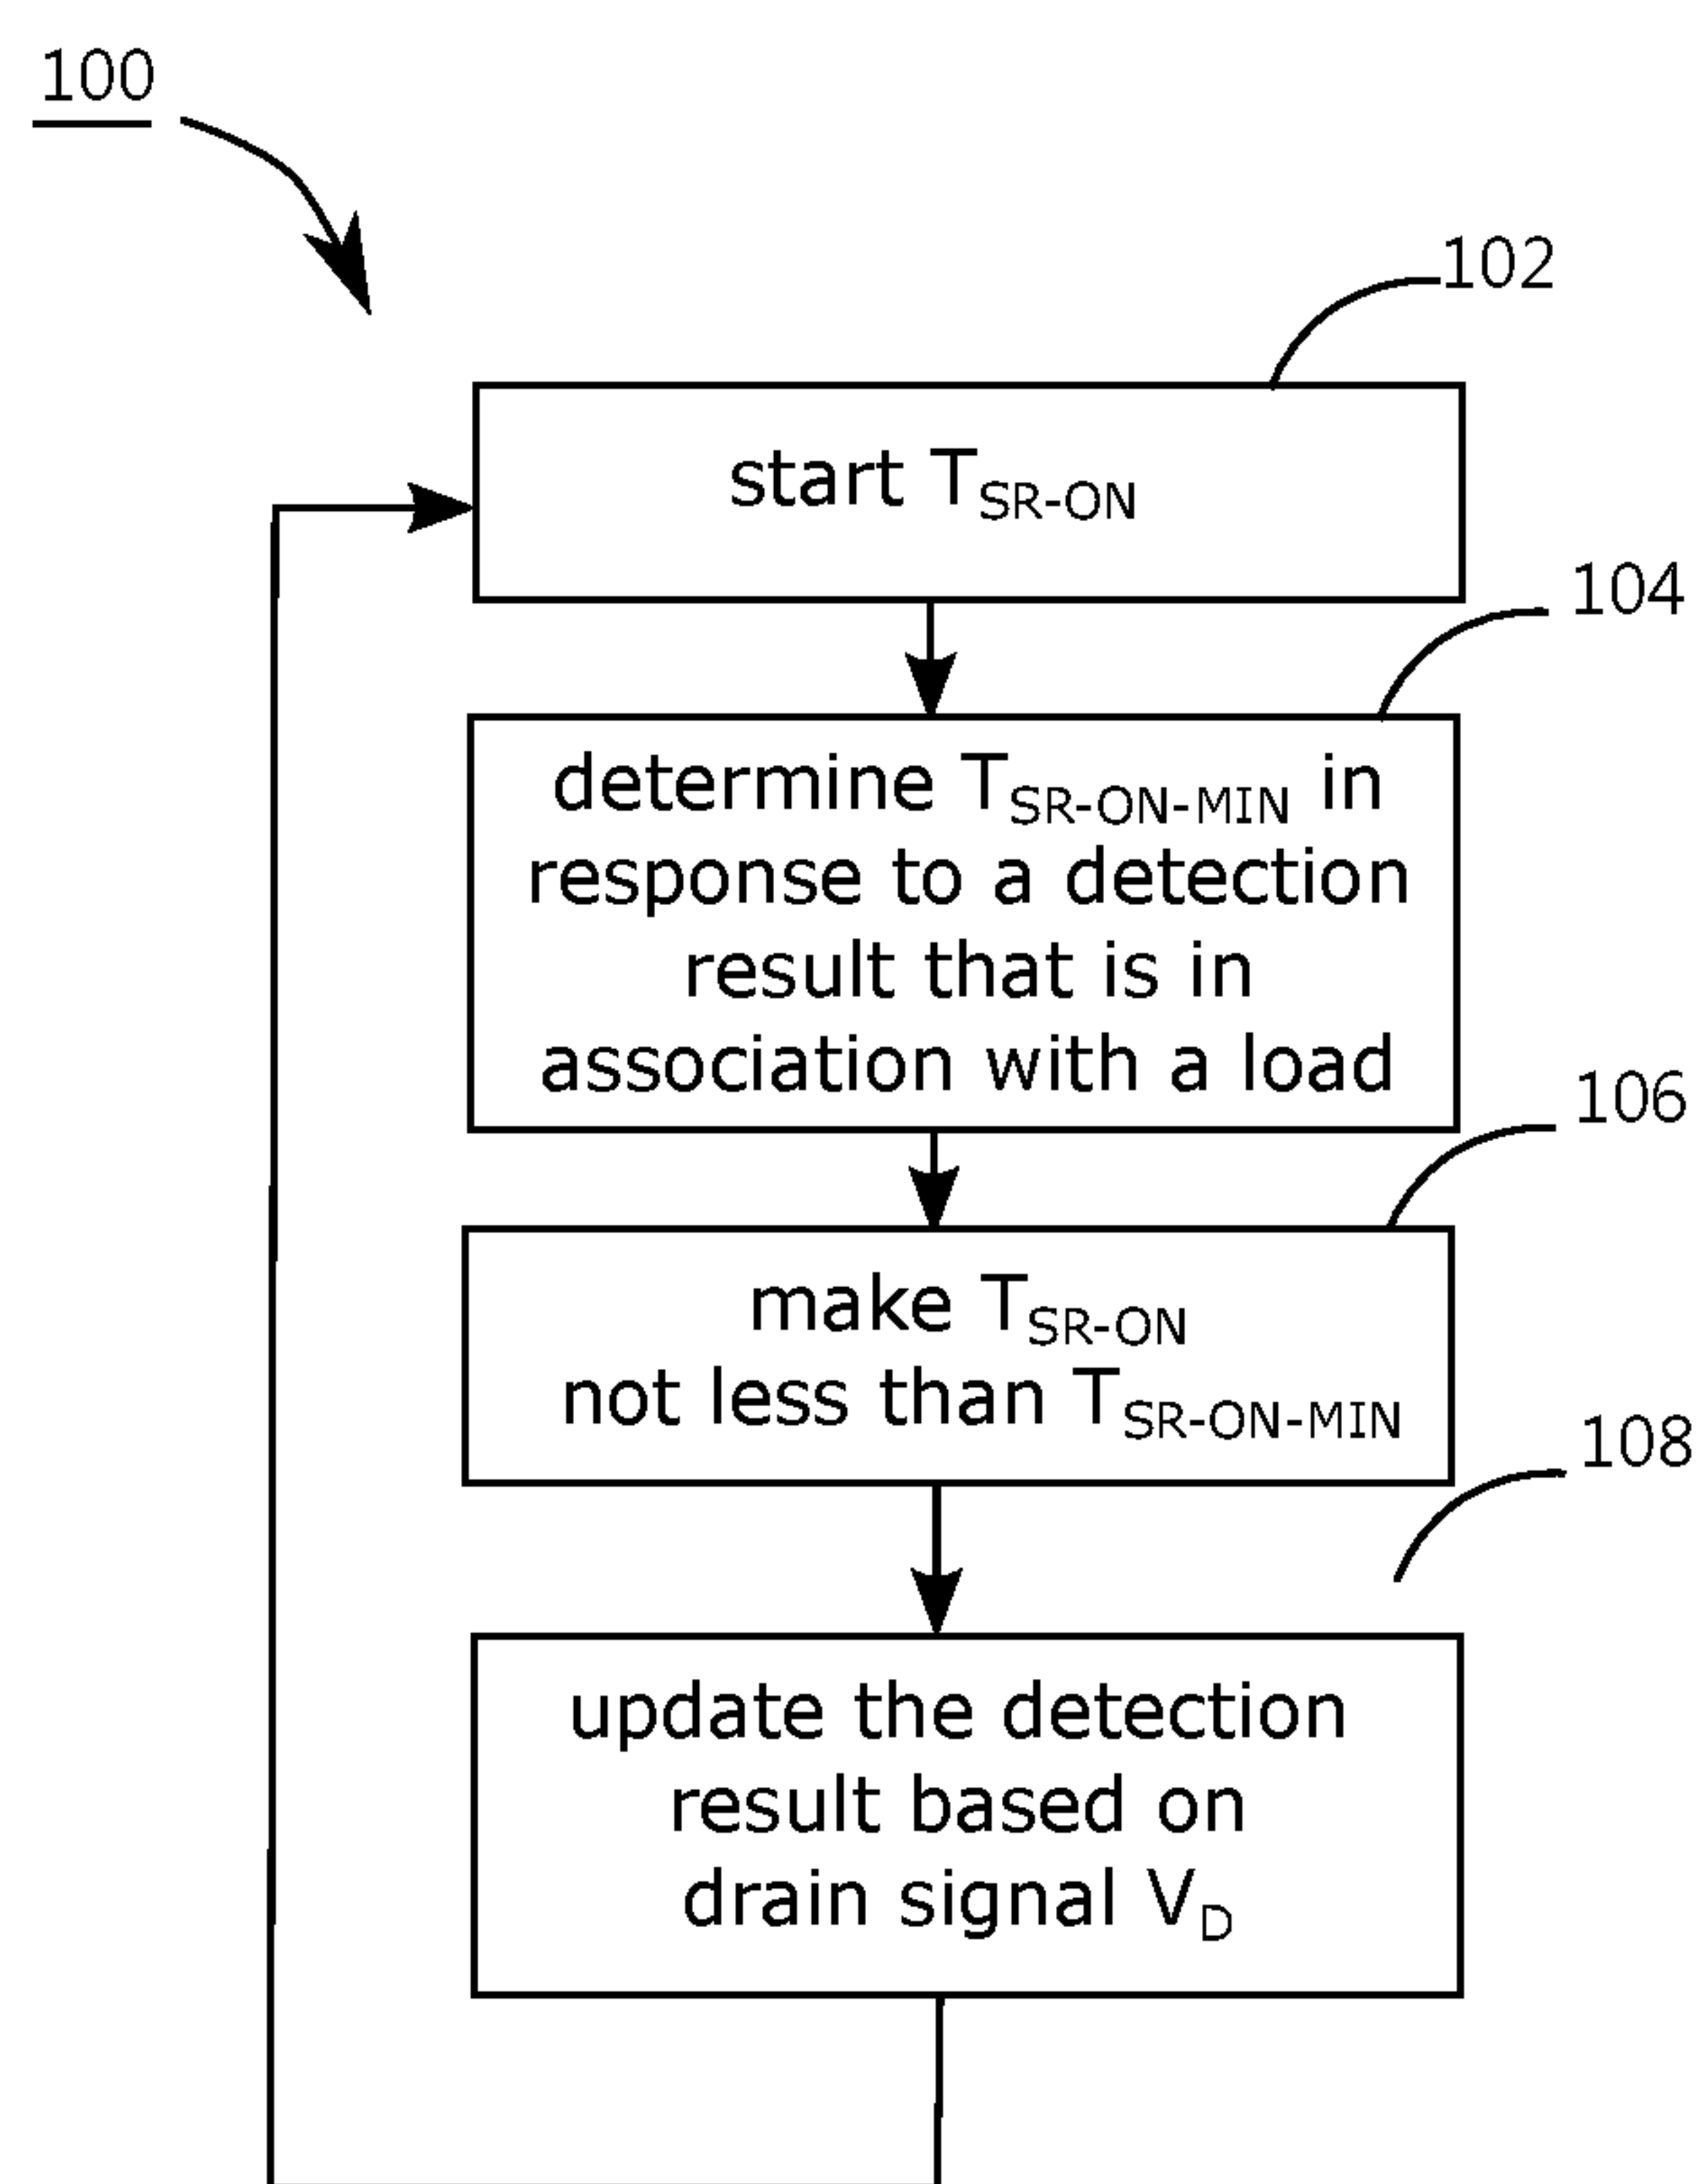 100
102
start TSR-ON
104
determine TSR-ON-MIN in
response to a detection
result that is in
association with a load
106
make TSR-ON
not less than TSR-ON-MIN
108
update the detection
result based on
drain signal VD